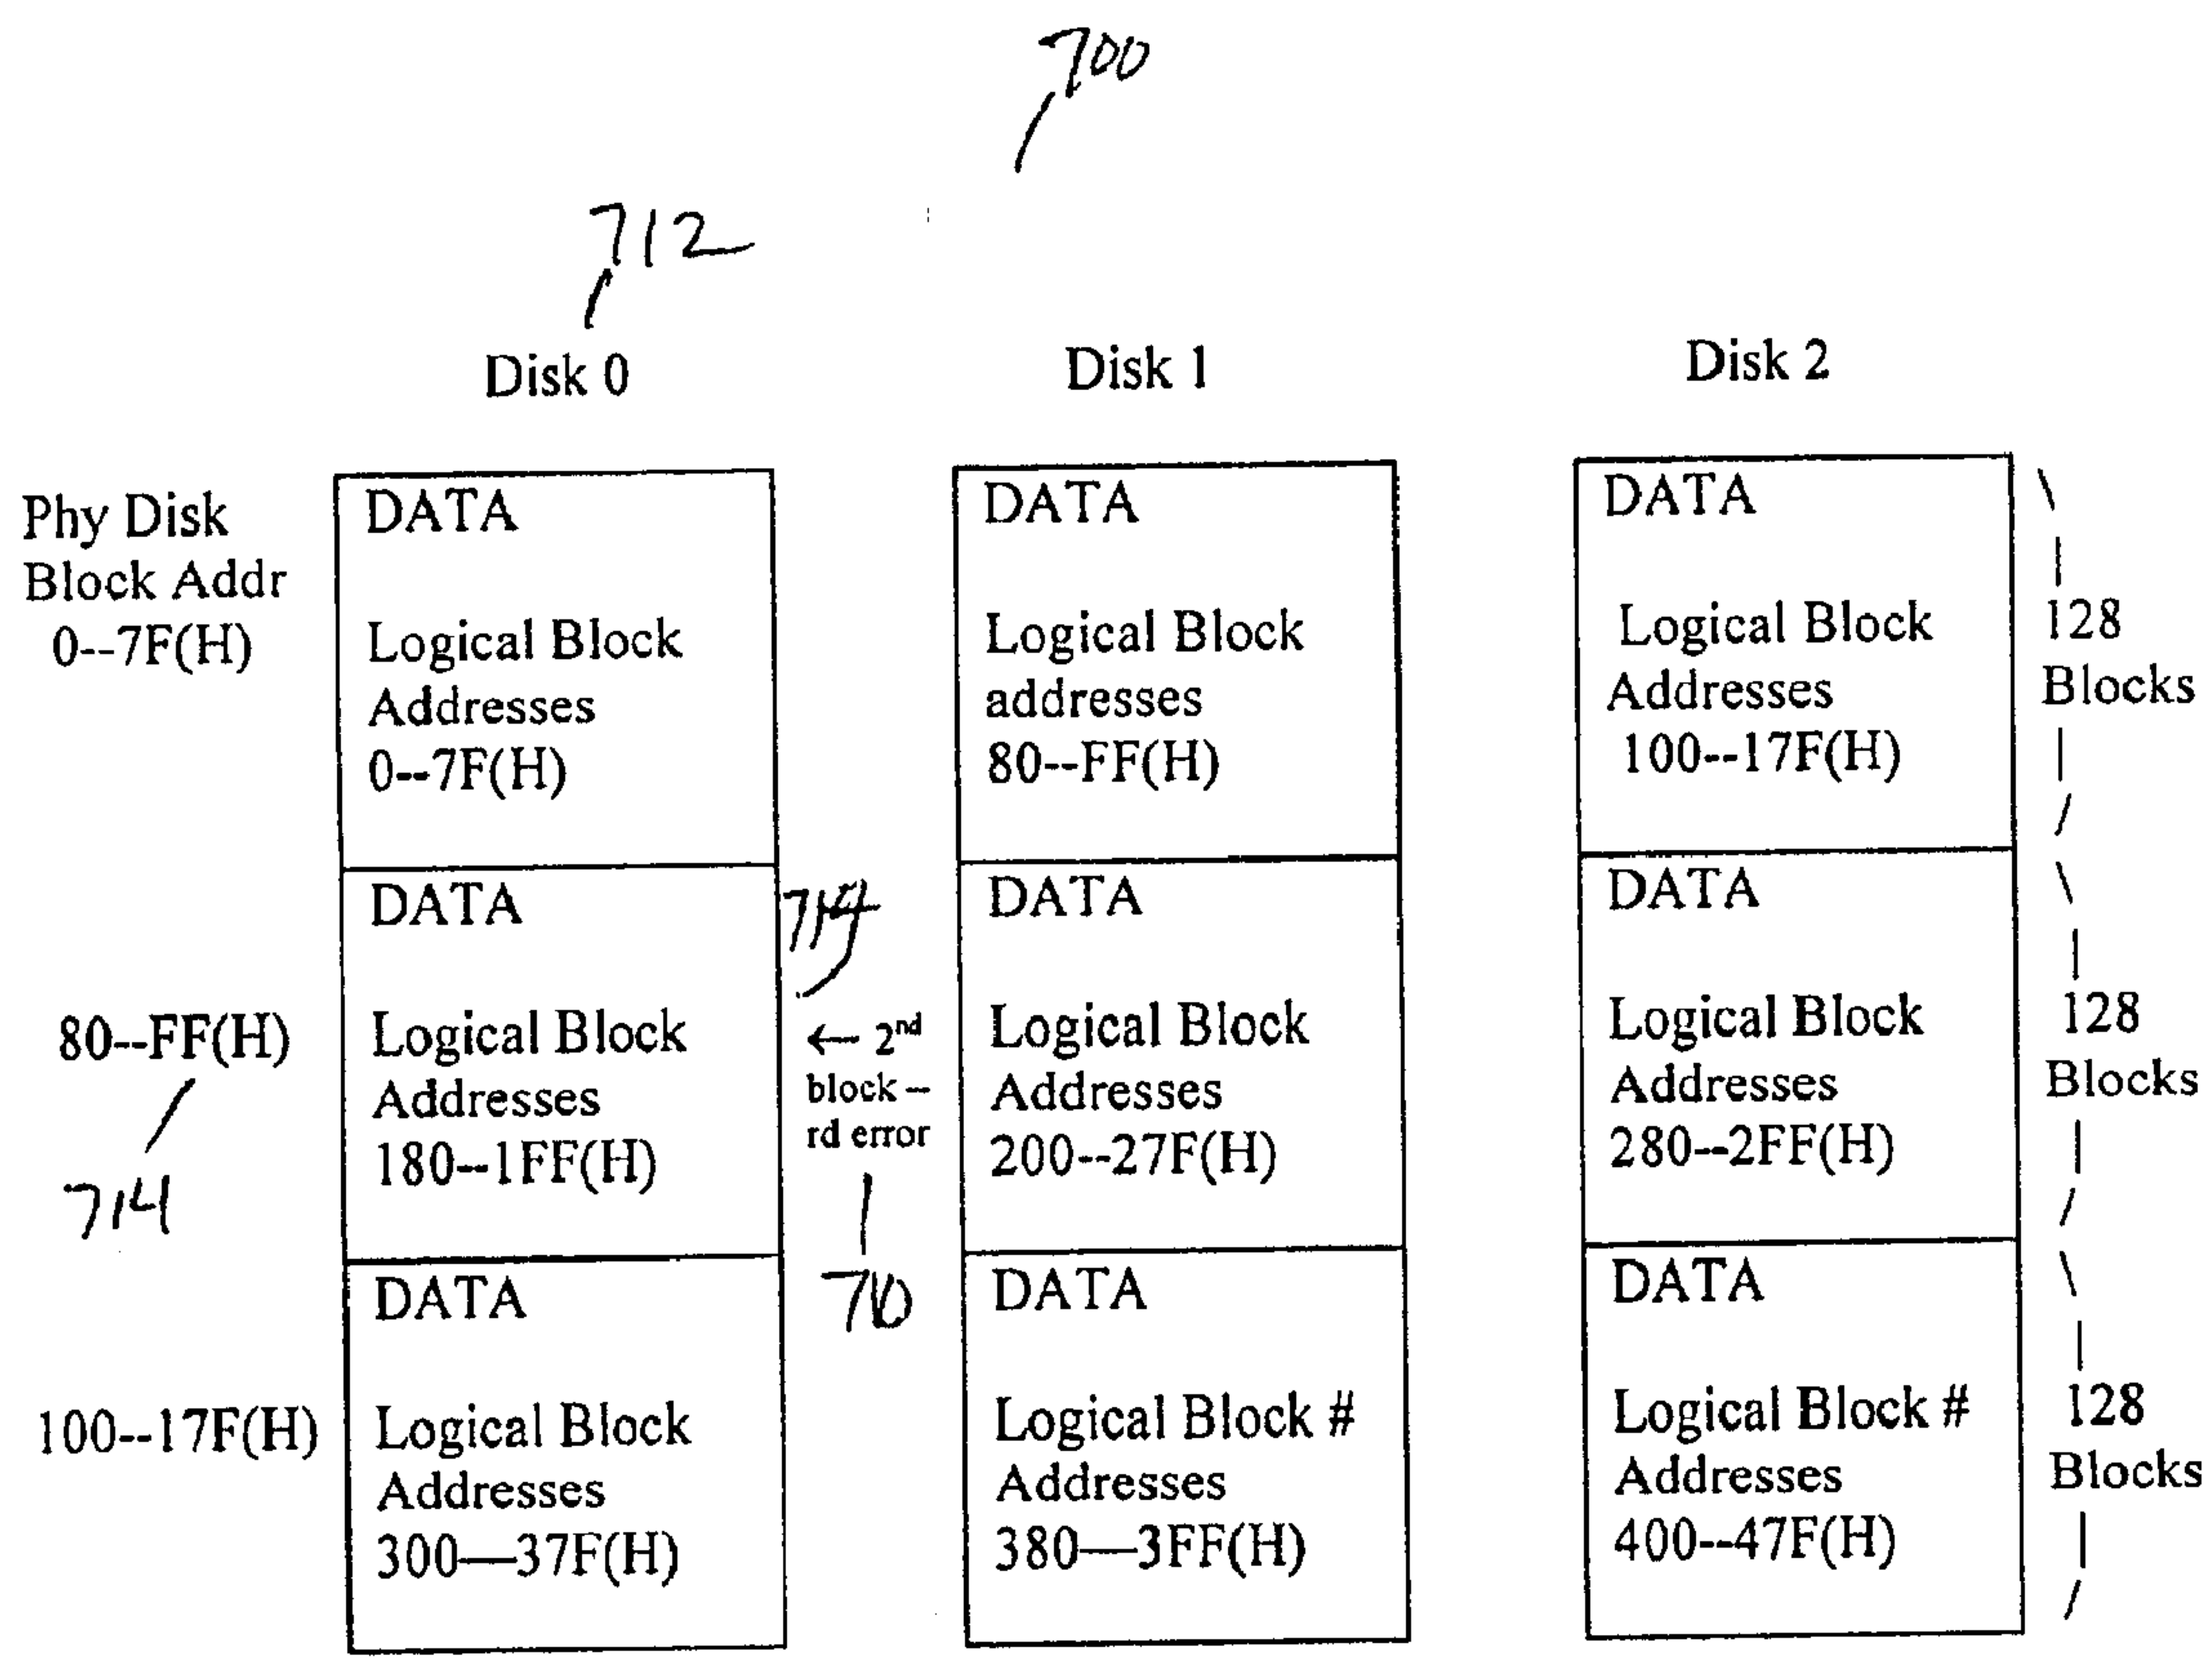 700
712
Disk 0
Disk 1
Disk 2
Phy Disk
Block Addr
0--7F(H)
DATA
Logical Block
Addresses
0--7F(H)
DATA
Logical Block
addresses
80--FF(H)
DATA
Logical Block
Addresses
100--17F(H)
128
Blocks
80--FF(H)
714
DATA
Logical Block
Addresses
180--1FF(H)
714
← 2nd
block –
rd error
710
DATA
Logical Block
Addresses
200--27F(H)
DATA
Logical Block
Addresses
280--2FF(H)
128
Blocks
100--17F(H)
DATA
Logical Block
Addresses
300—37F(H)
DATA
Logical Block #
Addresses
380—3FF(H)
DATA
Logical Block #
Addresses
400--47F(H)
128
Blocks